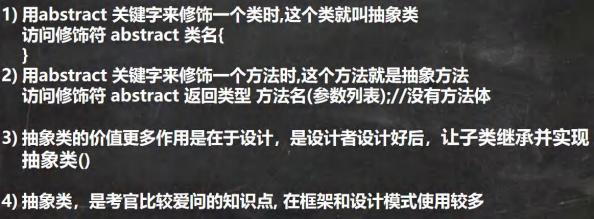 1) 用abstract 关键字来修饰一个类时,这个类就叫抽象类
访问修饰符 abstract 类名{
}
2) 用abstract 关键字来修饰一个方法时,这个方法就是抽象方法
访问修饰符 abstract 返回类型 方法名(参数列表);//没有方法体
3) 抽象类的价值更多作用是在于设计，是设计者设计好后，让子类继承并实现
抽象类()
4) 抽象类，是考官比较爱问的知识点, 在框架和设计模式使用较多